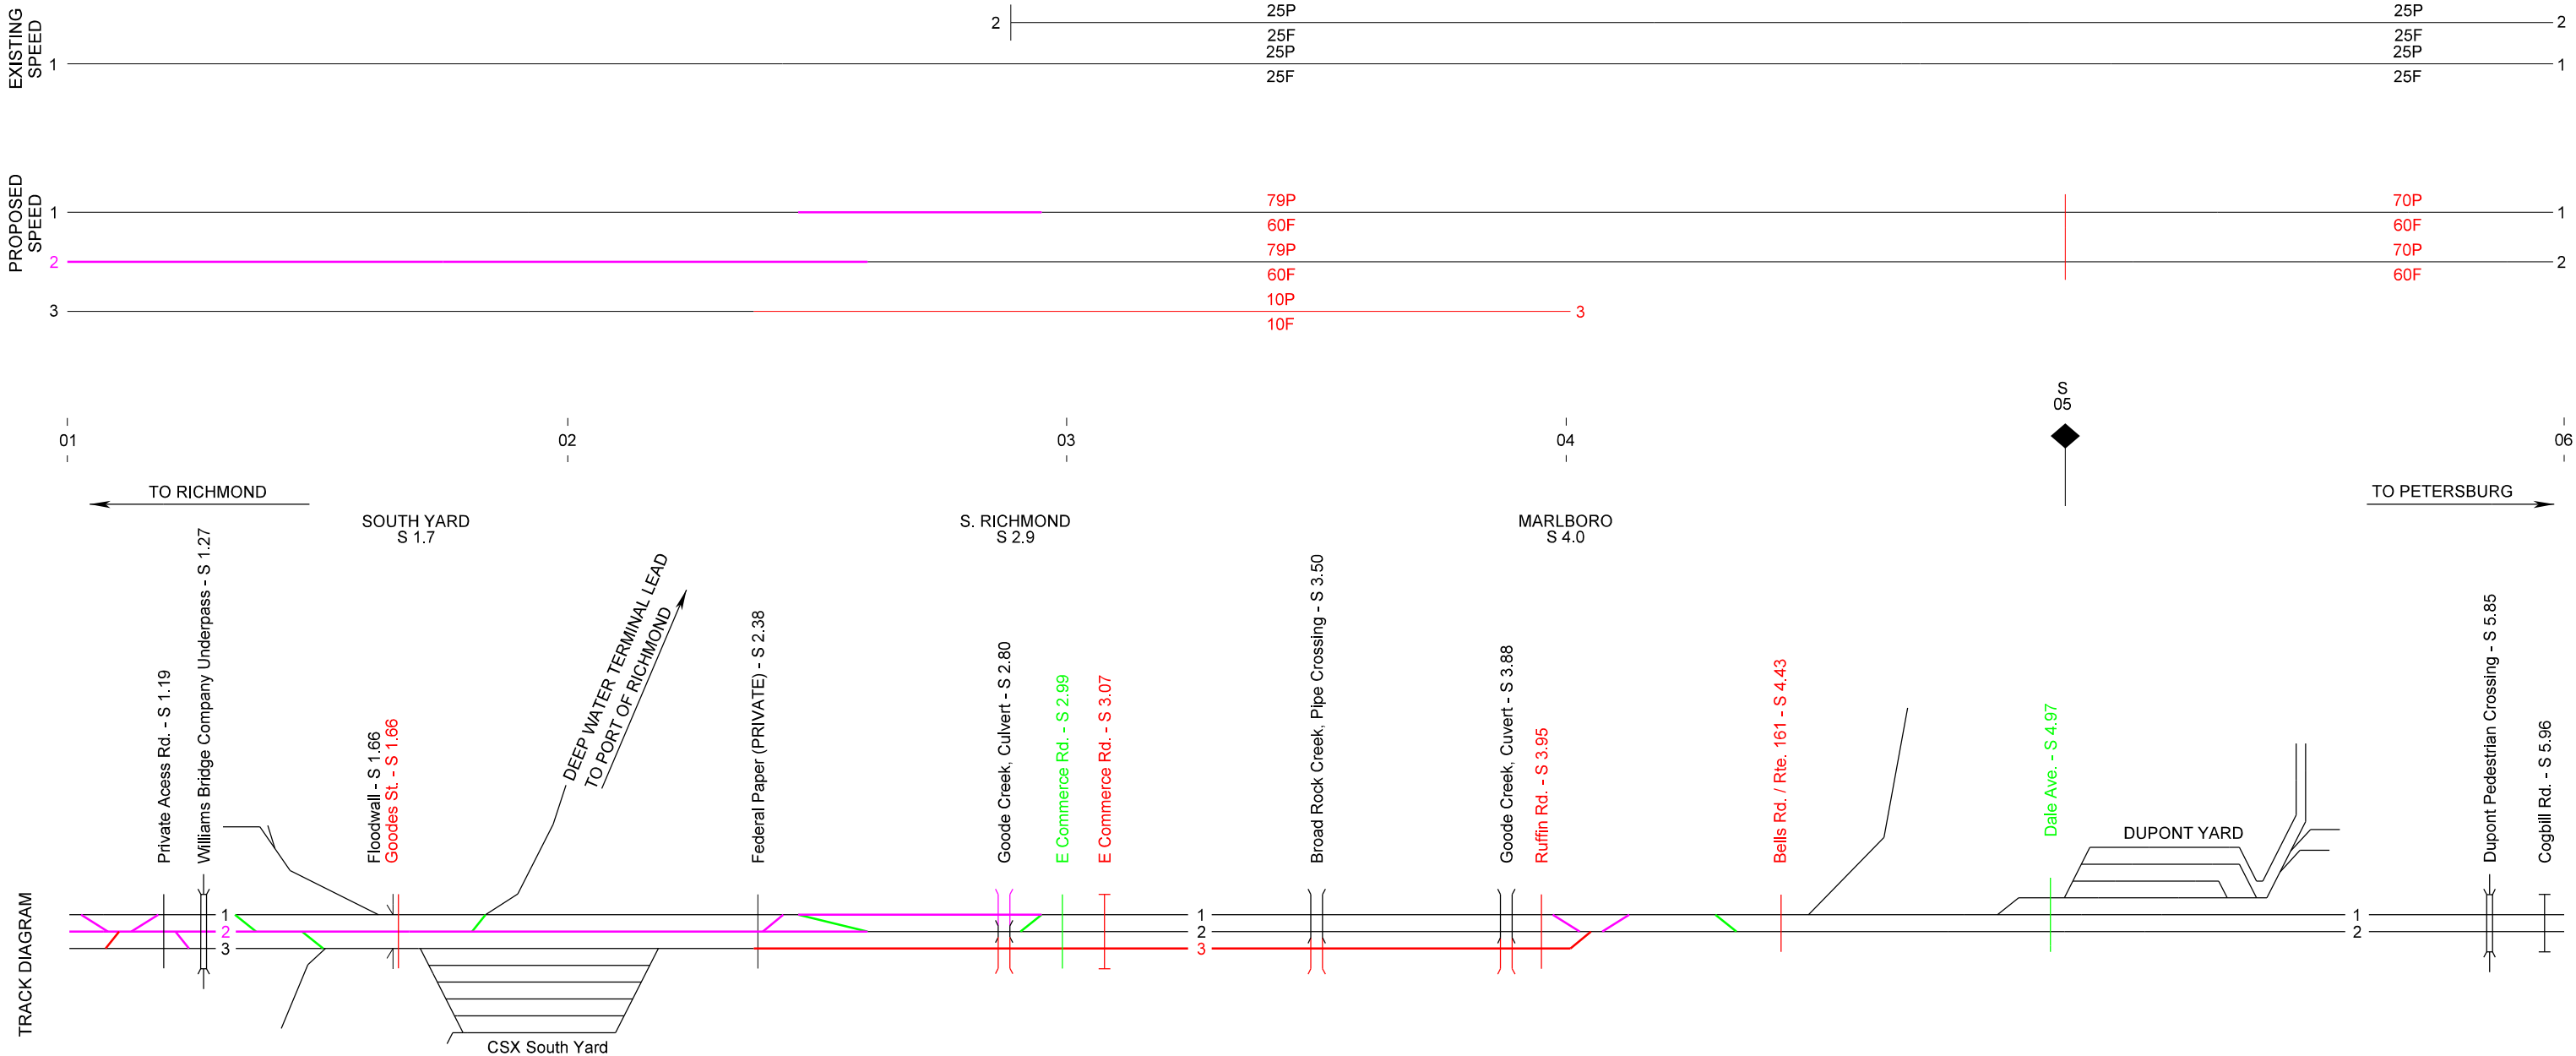 EXISTING
SPEED
2
25P
25P
2
25F
25F
1
25P
25P
1
25F
25F
PROPOSED
SPEED
1
79P
70P
1
60F
60F
2
79P
70P
2
60F
60F
3
10P
3
10F
S
05
01
02
03
04
06
TO RICHMOND
TO PETERSBURG
SOUTH YARD
S 1.7
S. RICHMOND
S 2.9
MARLBORO
S 4.0
Private Acess Rd. - S 1.19
Williams Bridge Company Underpass - S 1.27
Floodwall - S 1.66
Goodes St. - S 1.66
DEEP WATER TERMINAL LEAD
TO PORT OF RICHMOND
Federal Paper (PRIVATE) - S 2.38
Goode Creek, Culvert - S 2.80
E Commerce Rd. - S 2.99
E Commerce Rd. - S 3.07
Broad Rock Creek, Pipe Crossing - S 3.50
Goode Creek, Cuvert - S 3.88
Ruffin Rd. - S 3.95
Bells Rd. / Rte. 161 - S 4.43
Dale Ave. - S 4.97
DUPONT YARD
Dupont Pedestrian Crossing - S 5.85
Cogbill Rd. - S 5.96
TRACK DIAGRAM
1
1
1
2
2
2
3
3
CSX South Yard